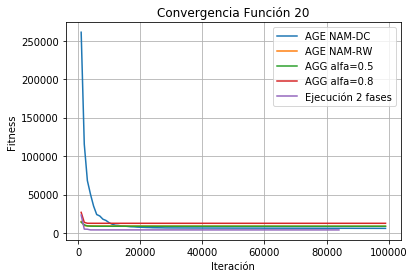 Convergencia Función 20
AGE NAM-DC
AGE NAM-RW
AGG alfa=0.5
AGG alfa=0.8
Ejecución 2 fases
Fitness
250000
200000
150000
100000
50000
0
0 20000 40000 60000 80000 100000
Iteración